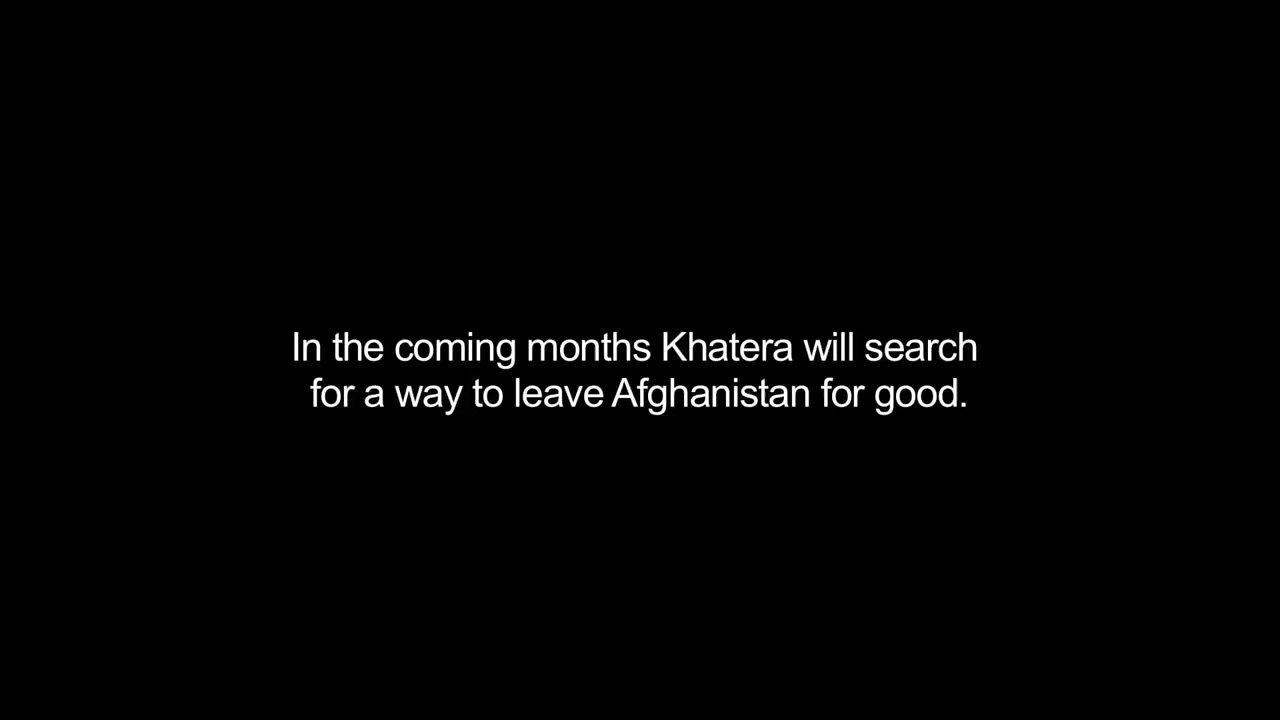 In the coming months Khatera will search
for a way to leave Afghanistan for good.